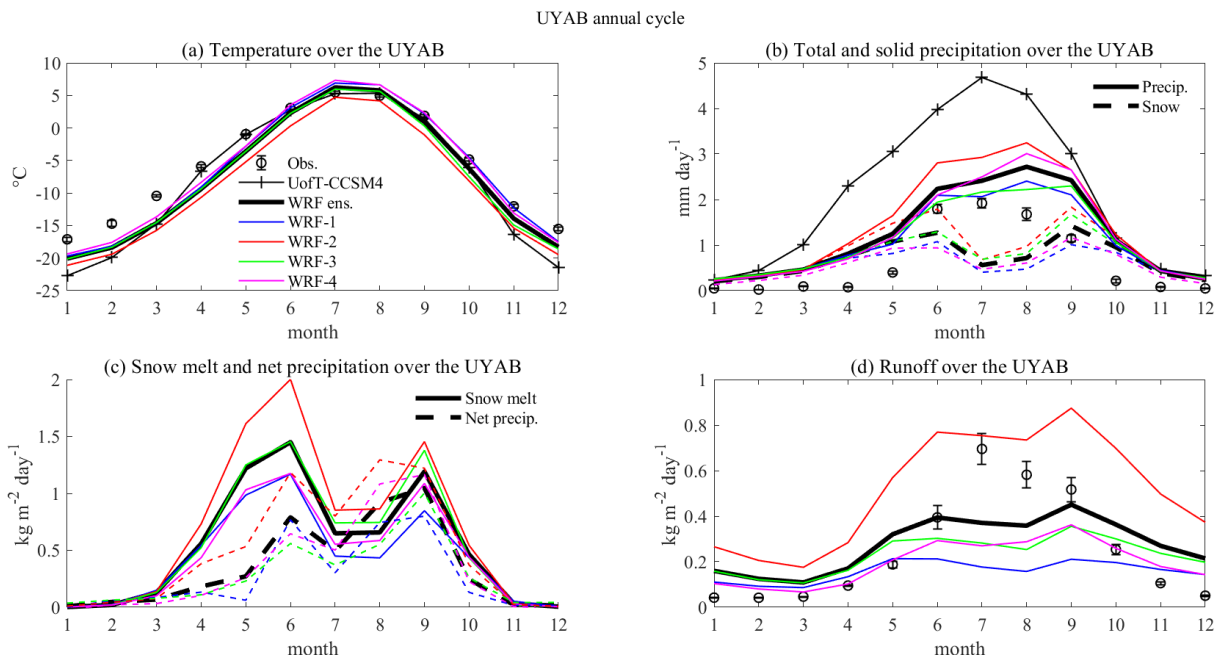 UYAB annual cycle
(a) Temperature over the UYAB
10
5
0
-5
-10
-15
-20
-25
°C
Obs.
UofT-CCSM4
WRF ens.
WRF-1
WRF-2
WRF-3
WRF-4
1 2 3 4 5 6 7 8 9 10 11 12
month
(b) Total and solid precipitation over the UYAB
5
4
3
2
1
0
mm day-1
Precip.
Snow
1 2 3 4 5 6 7 8 9 10 11 12
month
(c) Snow melt and net precipitation over the UYAB
2
1.5
1
0.5
0
kg m-2 day-1
Snow melt
Net precip.
1 2 3 4 5 6 7 8 9 10 11 12
month
(d) Runoff over the UYAB
1
0.8
0.6
0.4
0.2
0
kg m-2 day-1
1 2 3 4 5 6 7 8 9 10 11 12
month